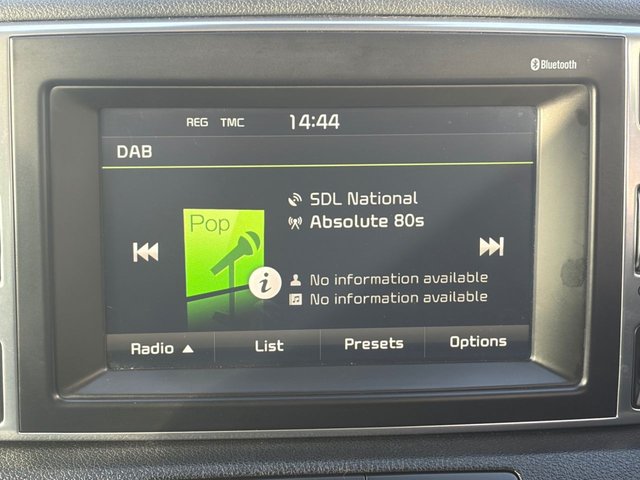 Bluetooth
REG TMC 14:44
DAB
SDL National
Absolute 80s
Pop
i
No information available
No information available
Radio ▲ List Presets Options